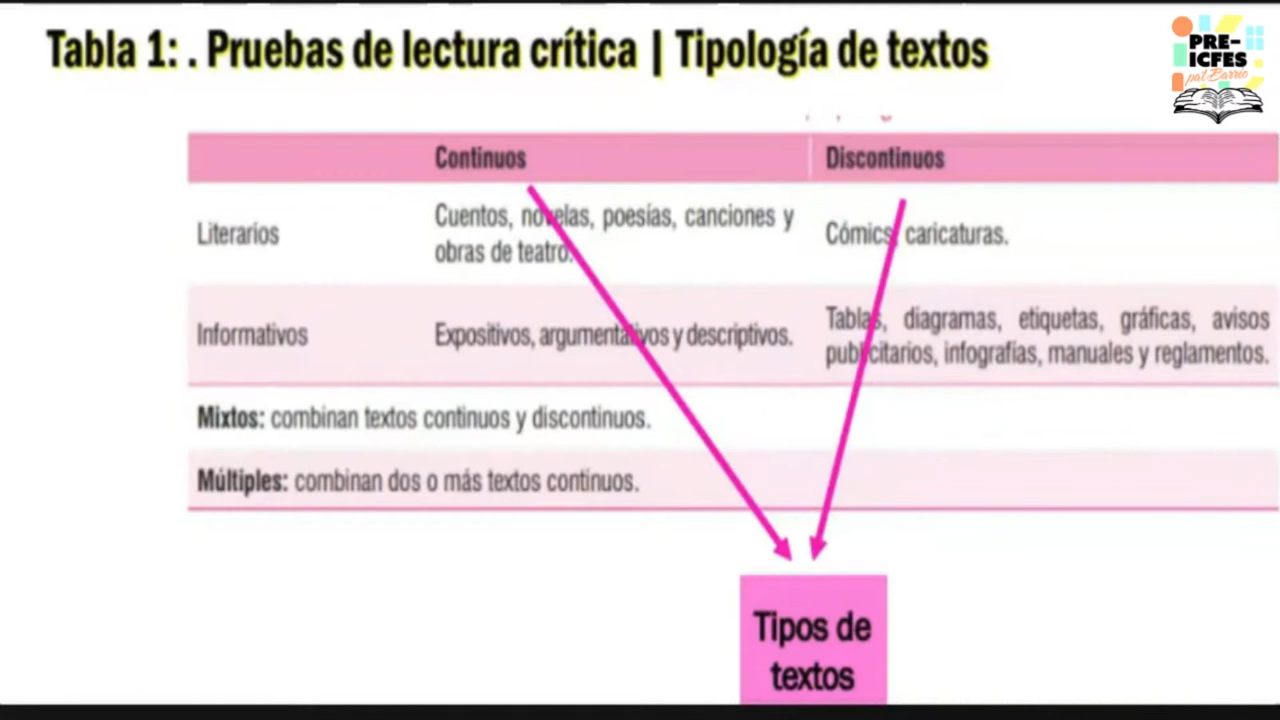 Tabla 1: . Pruebas de lectura crítica | Tipología de textos
PRE-
ICFES
pal Barrio
Continuos Discontinuos
Literarios
Cuentos, novelas, poesías, canciones y
obras de teatro.
Cómics, caricaturas.
Informativos
Expositivos, argumentativos y descriptivos.
Tablas, diagramas, etiquetas, gráficas, avisos
publicitarios, infografías, manuales y reglamentos.
Mixtos: combinan textos continuos y discontinuos.
Múltiples: combinan dos o más textos continuos.
Tipos de
textos